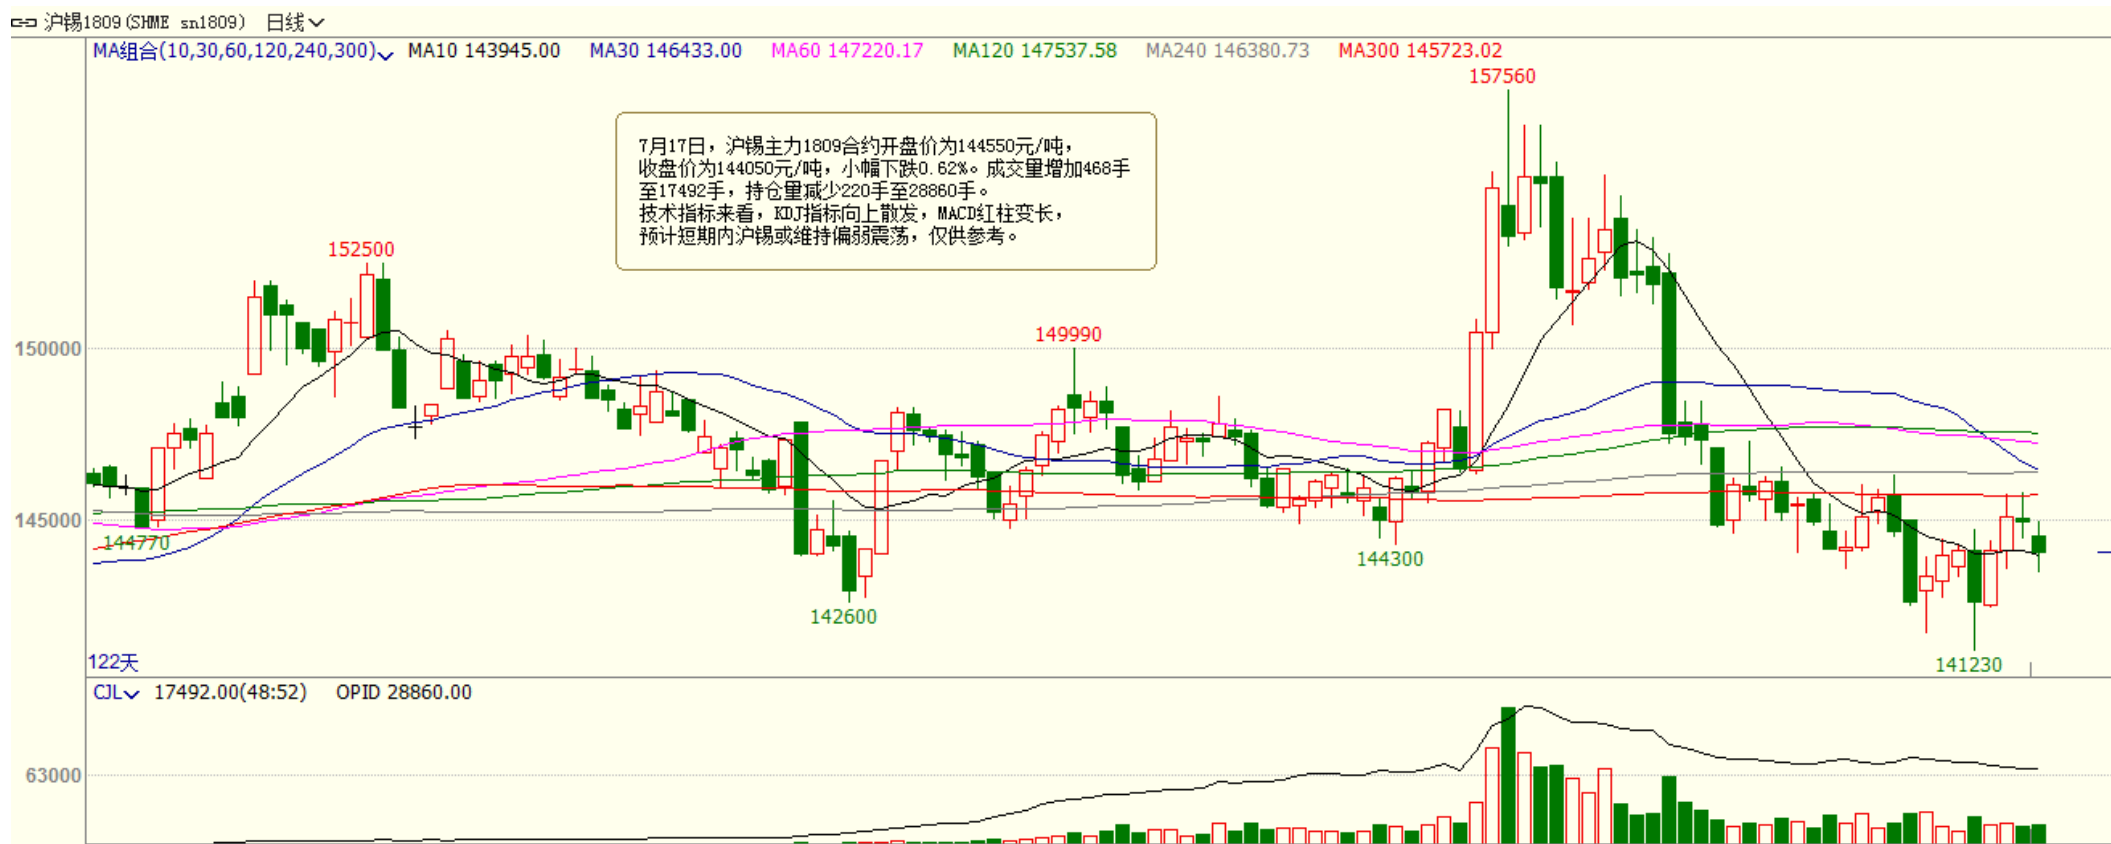 沪锡1809(SHME sn1809) 日线
MA组合(10,30,60,120,240,300) MA10 143945.00 MA30 146433.00 MA60 147220.17 MA120 147537.58 MA240 146380.73 MA300 145723.02
157560
7月17日，沪锡主力1809合约开盘价为144550元/吨，
收盘价为144050元/吨，小幅下跌0.62%。成交量增加468手
至17492手，持仓量减少220手至28860手。
技术指标来看，KDJ指标向上散发，MACD红柱变长，
预计短期内沪锡或维持偏弱震荡，仅供参考。
152500
149990
150000
145000
144770
144300
142600
122天
141230
CJL 17492.00(48:52) OPID 28860.00
63000